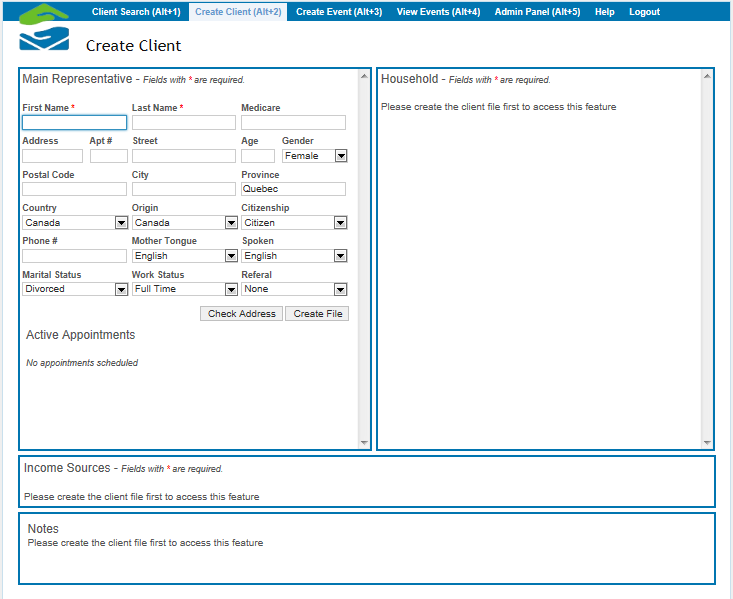 Client Search (Alt+1) Create Client (Alt+2) Create Event (Alt+3) View Events (Alt+4) Admin Panel (Alt+5) Help Logout
Create Client
Main Representative - Fields with * are required.
First Name * Last Name * Medicare
Address Apt # Street Age Gender
Female
Postal Code City Province
Quebec
Country Origin Citizenship
Canada Canada Citizen
Phone # Mother Tongue Spoken
English English
Marital Status Work Status Referal
Divorced Full Time None
Check Address Create File
Active Appointments
No appointments scheduled
Household - Fields with * are required.
Please create the client file first to access this feature
Income Sources - Fields with * are required.
Please create the client file first to access this feature
Notes
Please create the client file first to access this feature